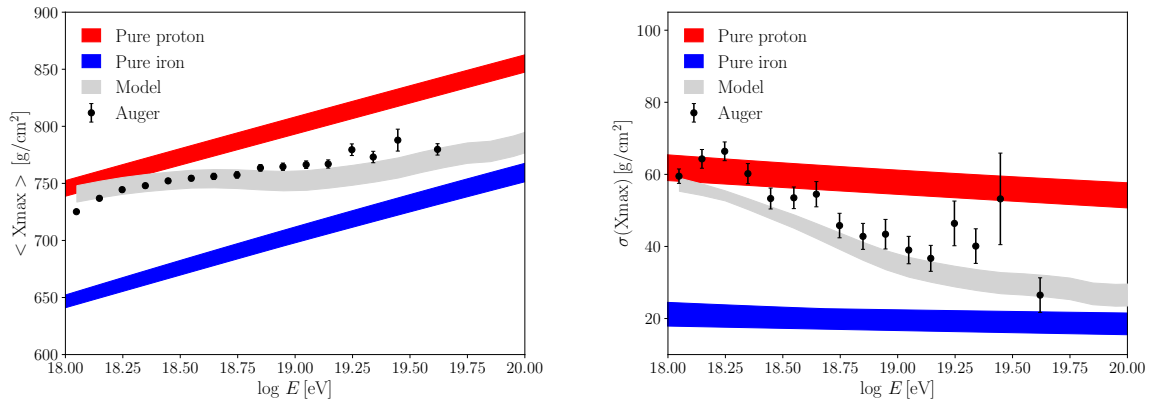 900
850
800
750
700
650
600
< Xmax > [g/cm²]
Pure proton
Pure iron
Model
Auger
18.00 18.25 18.50 18.75 19.00 19.25 19.50 19.75 20.00
log E [eV]
100
80
60
40
20
σ(Xmax) [g/cm²]
Pure proton
Pure iron
Model
Auger
18.00 18.25 18.50 18.75 19.00 19.25 19.50 19.75 20.00
log E [eV]